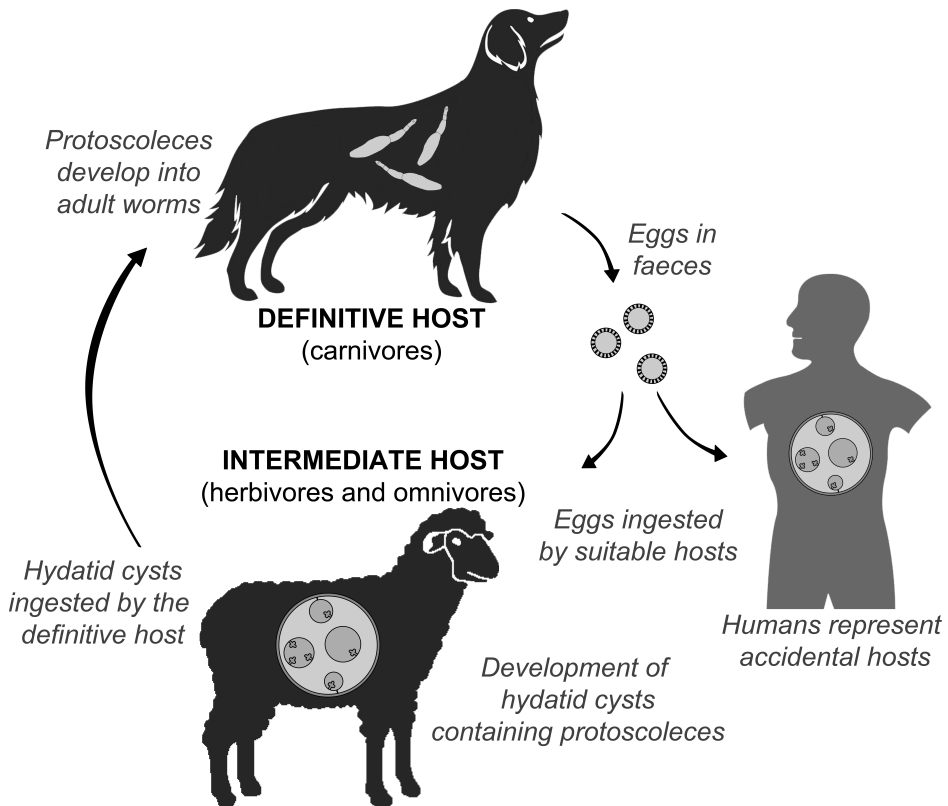 Protoscoleces
develop into
adult worms
Eggs in
faeces
DEFINITIVE HOST
(carnivores)
INTERMEDIATE HOST
(herbivores and omnivores)
Eggs ingested
by suitable hosts
Hydatid cysts
ingested by the
definitive host
Humans represent
accidental hosts
Development of
hydatid cysts
containing protoscoleces